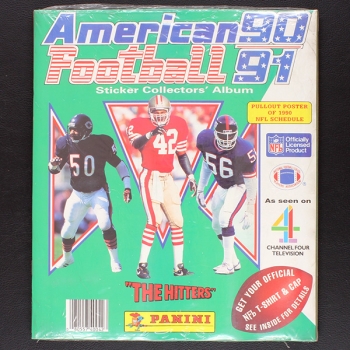 American 90
Football 91
Sticker Collectors' Album
PULLOUT POSTER
OF 1990
NFL SCHEDULE
NFL
Officially
Licensed
Product
As seen on
4
CHANNEL FOUR
TELEVISION
50
42
56
"THE HITTERS"
PANINI
GET YOUR OFFICIAL
NFL T-SHIRT & CAP
SEE INSIDE FOR DETAILS